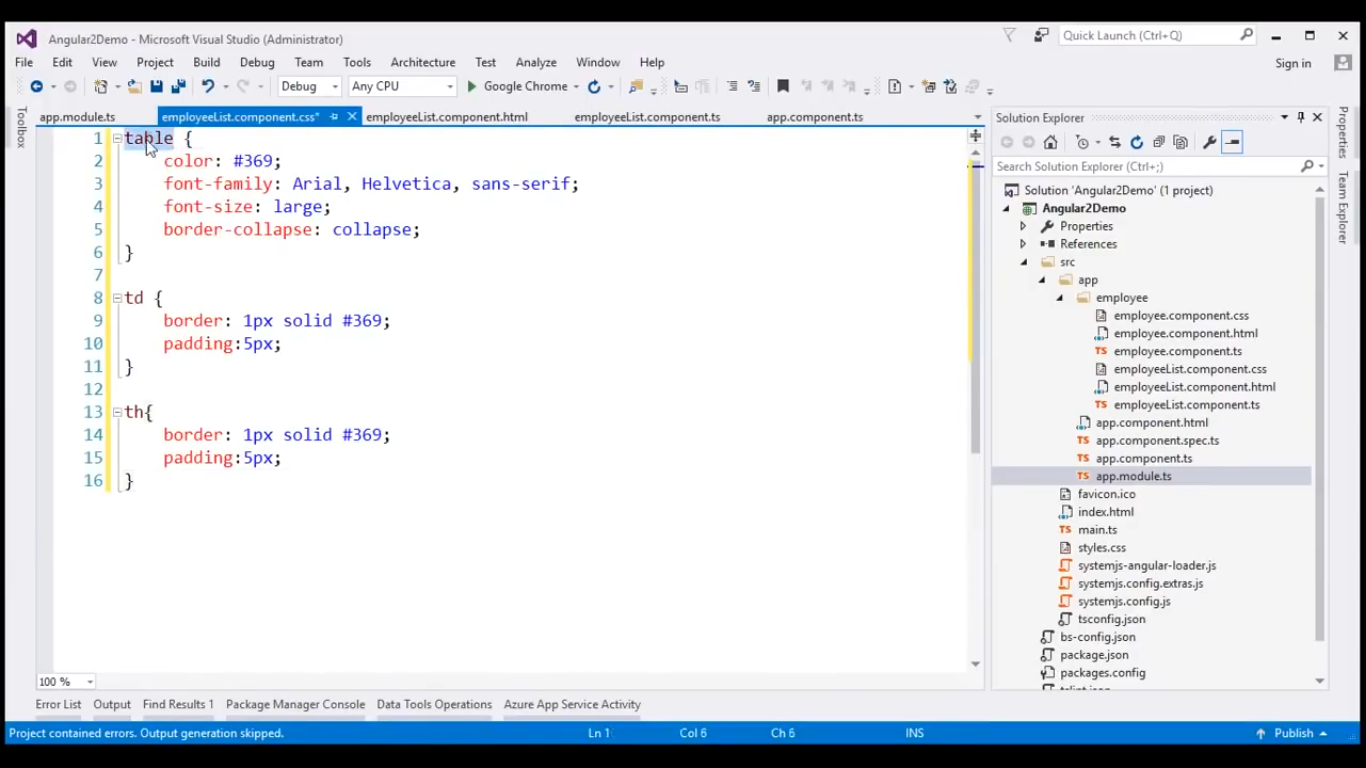 Angular2Demo - Microsoft Visual Studio (Administrator)
Quick Launch (Ctrl+Q)
File Edit View Project Build Debug Team Tools Architecture Test Analyze Window Help
Sign in
Debug Any CPU Google Chrome
Toolbox
app.module.ts employeeList.component.css* employeeList.component.html employeeList.component.ts app.component.ts
1 table {
2 color: #369;
3 font-family: Arial, Helvetica, sans-serif;
4 font-size: large;
5 border-collapse: collapse;
6 }
7
8 td {
9 border: 1px solid #369;
10 padding:5px;
11 }
12
13 th{
14 border: 1px solid #369;
15 padding:5px;
16 }
100 %
Solution Explorer
Search Solution Explorer (Ctrl+;)
Solution 'Angular2Demo' (1 project)
Angular2Demo
Properties
References
src
app
employee
employee.component.css
employee.component.html
TS employee.component.ts
employeeList.component.css
employeeList.component.html
TS employeeList.component.ts
app.component.html
TS app.component.spec.ts
TS app.component.ts
TS app.module.ts
favicon.ico
index.html
TS main.ts
styles.css
systemjs-angular-loader.js
systemjs.config.extras.js
systemjs.config.js
tsconfig.json
bs-config.json
package.json
packages.config
Properties
Team Explorer
Error List Output Find Results 1 Package Manager Console Data Tools Operations Azure App Service Activity
Project contained errors. Output generation skipped. Ln 1 Col 6 Ch 6 INS Publish